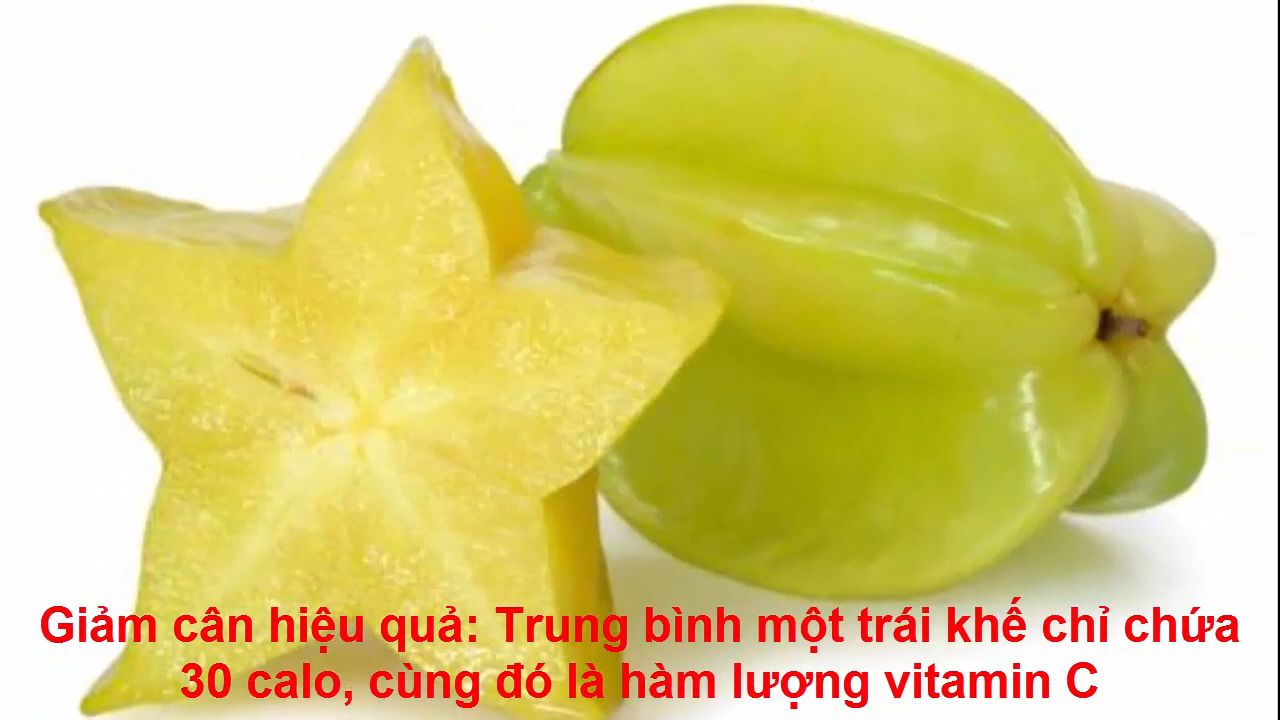 Giảm cân hiệu quả: Trung bình một trái khế chỉ chứa
30 calo, cùng đó là hàm lượng vitamin C